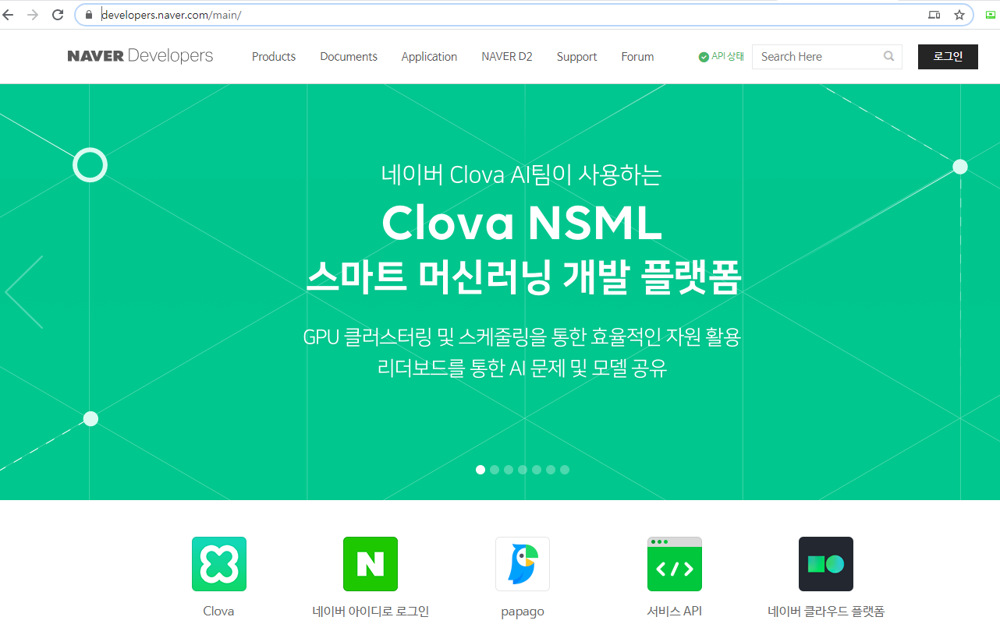 developers.naver.com/main/
NAVER Developers Products Documents Application NAVER D2 Support Forum API 상태 Search Here 로그인
네이버 Clova AI팀이 사용하는
Clova NSML
스마트 머신러닝 개발 플랫폼
GPU 클러스터링 및 스케줄링을 통한 효율적인 자원 활용
리더보드를 통한 AI 문제 및 모델 공유
N </>
Clova 네이버 아이디로 로그인 papago 서비스 API 네이버 클라우드 플랫폼